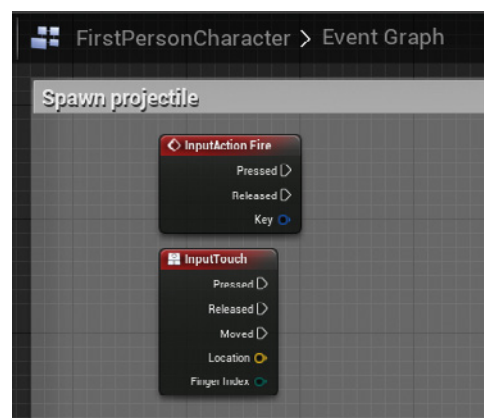 FirstPersonCharacter > Event Graph
Spawn projectile
InputAction Fire
Pressed
Released
Key
InputTouch
Pressed
Released
Moved
Location
Finger Index